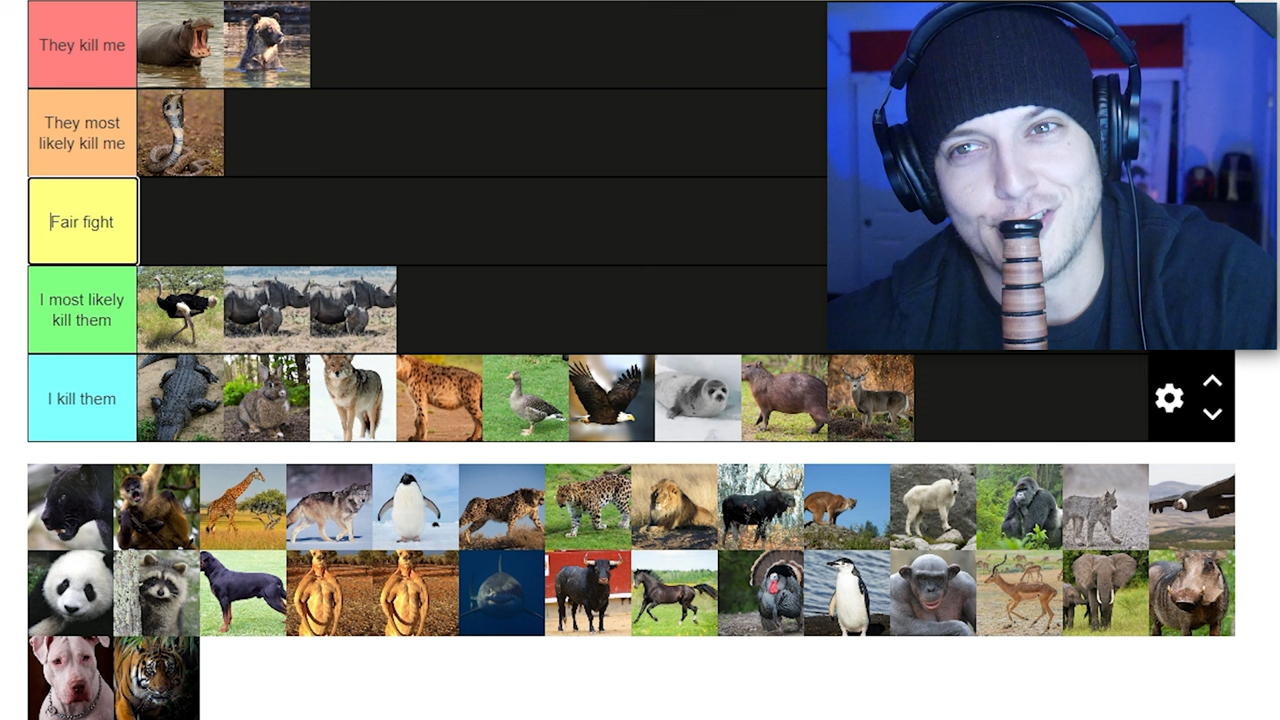 They kill me
They most
likely kill me
Fair fight
I most likely
kill them
I kill them